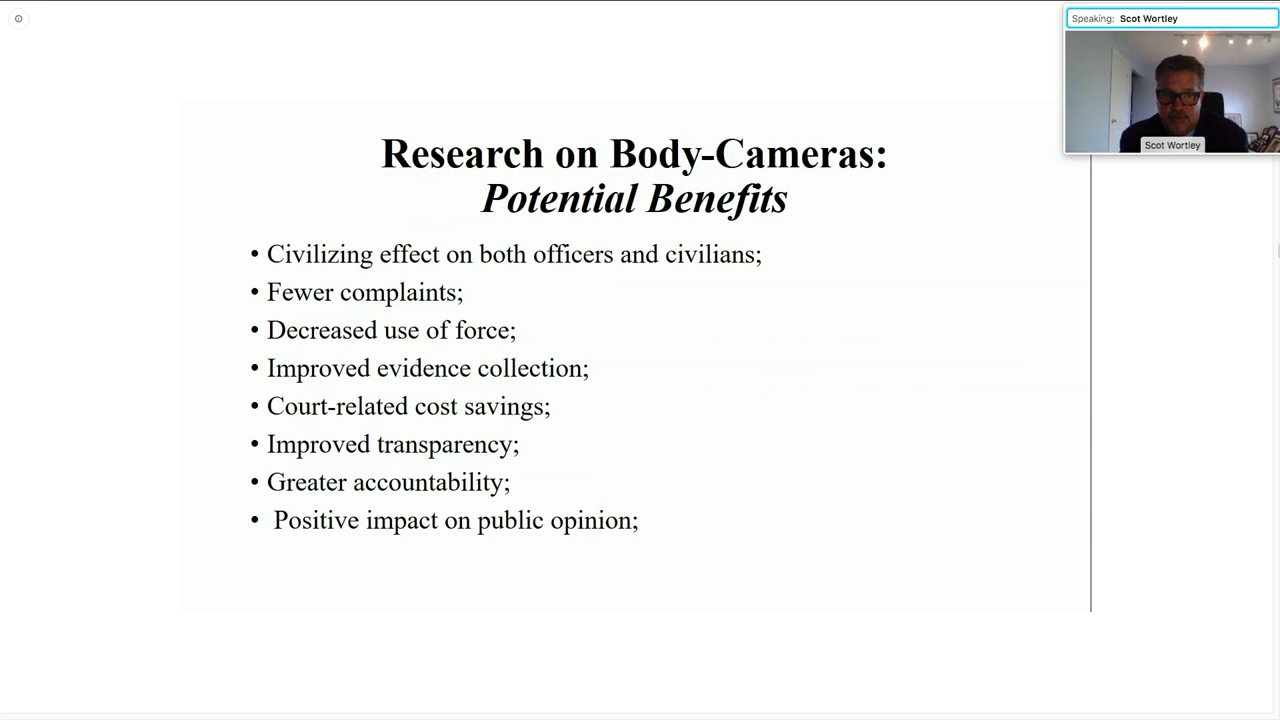 Speaking: Scot Wortley
Scot Wortley
Research on Body-Cameras:
Potential Benefits
• Civilizing effect on both officers and civilians;
• Fewer complaints;
• Decreased use of force;
• Improved evidence collection;
• Court-related cost savings;
• Improved transparency;
• Greater accountability;
• Positive impact on public opinion;